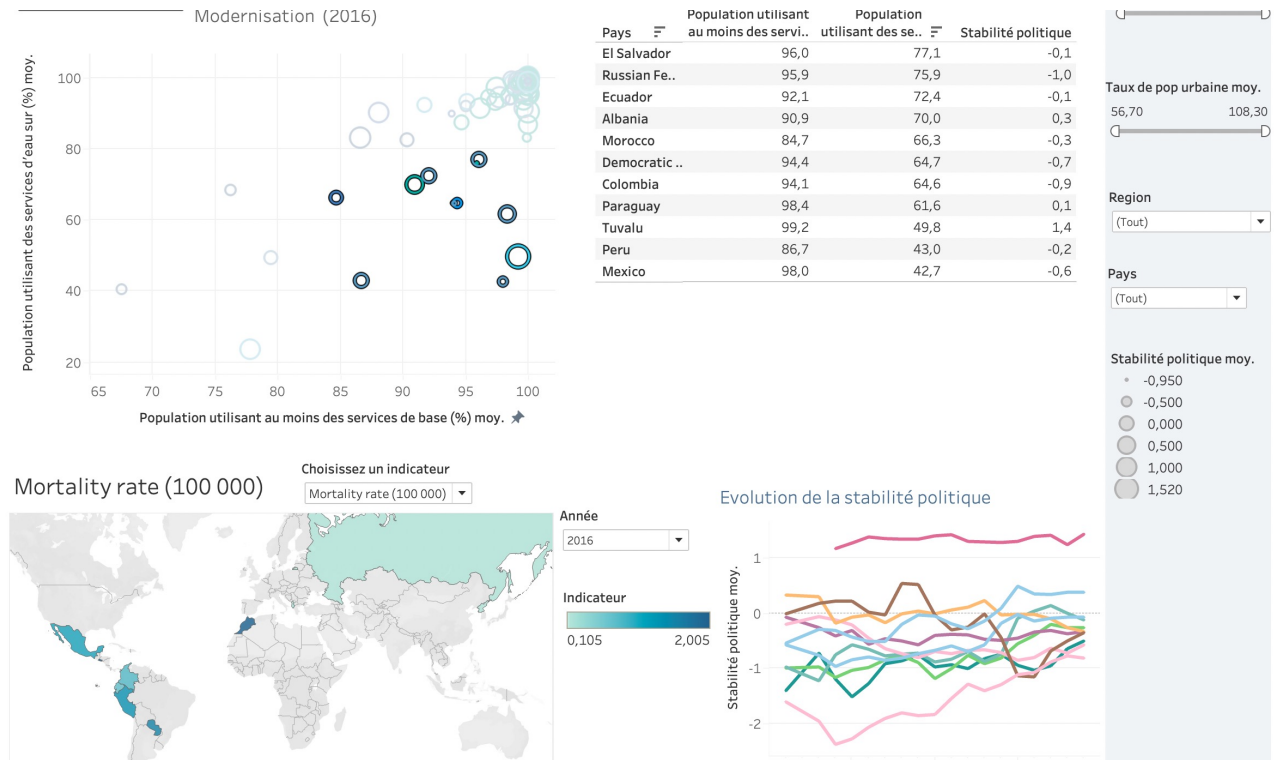 Modernisation (2016)
Population utilisant des services d'eau sur (%) moy.
100
80
60
40
20
65 70 75 80 85 90 95 100
Population utilisant au moins des services de base (%) moy.
Population utilisant Population
Pays au moins des servi.. utilisant des se.. Stabilité politique
El Salvador 96,0 77,1 -0,1
Russian Fe.. 95,9 75,9 -1,0
Ecuador 92,1 72,4 -0,1
Albania 90,9 70,0 0,3
Morocco 84,7 66,3 -0,3
Democratic .. 94,4 64,7 -0,7
Colombia 94,1 64,6 -0,9
Paraguay 98,4 61,6 0,1
Tuvalu 99,2 49,8 1,4
Peru 86,7 43,0 -0,2
Mexico 98,0 42,7 -0,6
Taux de pop urbaine moy.
56,70 108,30
Region
(Tout)
Pays
(Tout)
Stabilité politique moy.
-0,950
-0,500
0,000
0,500
1,000
1,520
Mortality rate (100 000)
Choisissez un indicateur
Mortality rate (100 000)
Année
2016
Indicateur
0,105 2,005
Evolution de la stabilité politique
Stabilité politique moy.
1
0
-1
-2